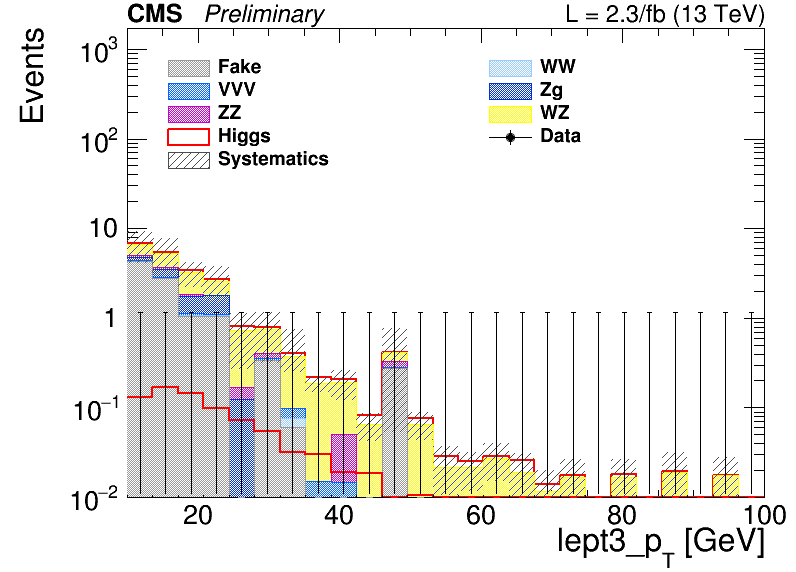 CMS Preliminary L = 2.3/fb (13 TeV)
Events
Fake WW
VVV Zg
ZZ WZ
Higgs Data
Systematics
10³
10²
10
1
10⁻¹
10⁻²
20 40 60 80 100
lept3_p_T [GeV]